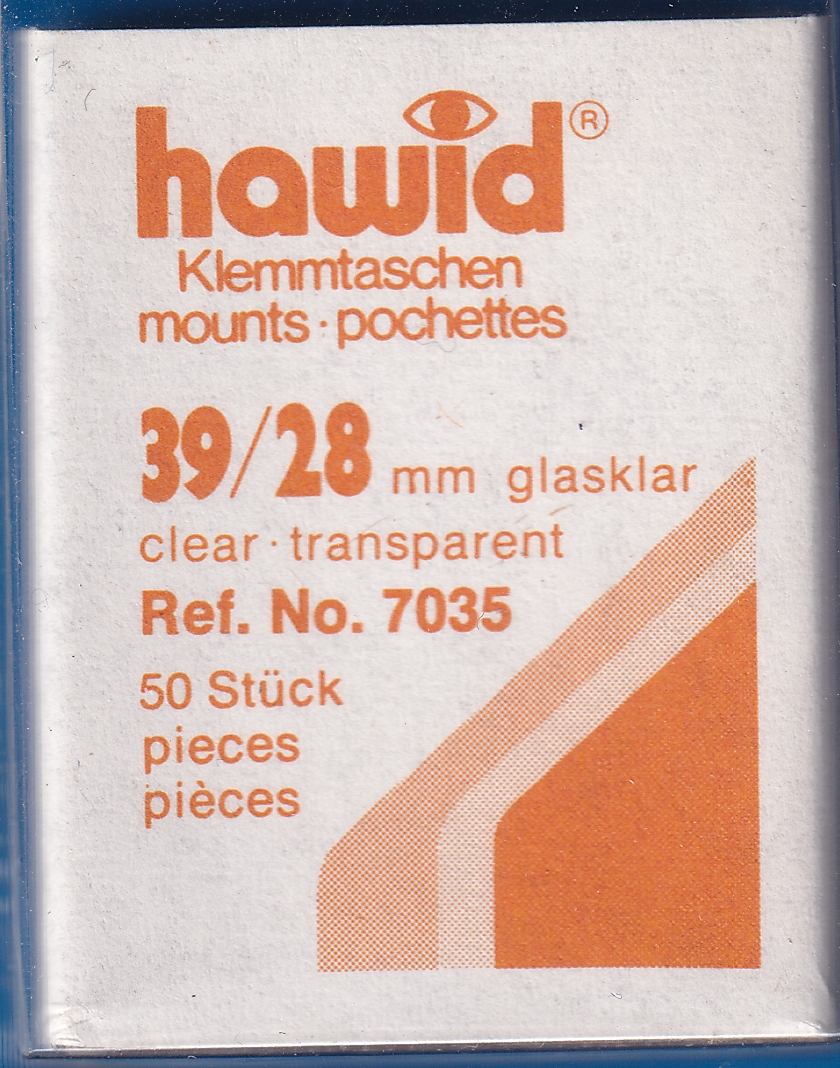 hawid®
Klemmtaschen
mounts · pochettes
39/28 mm glasklar
clear · transparent
Ref. No. 7035
50 Stück
pieces
pièces